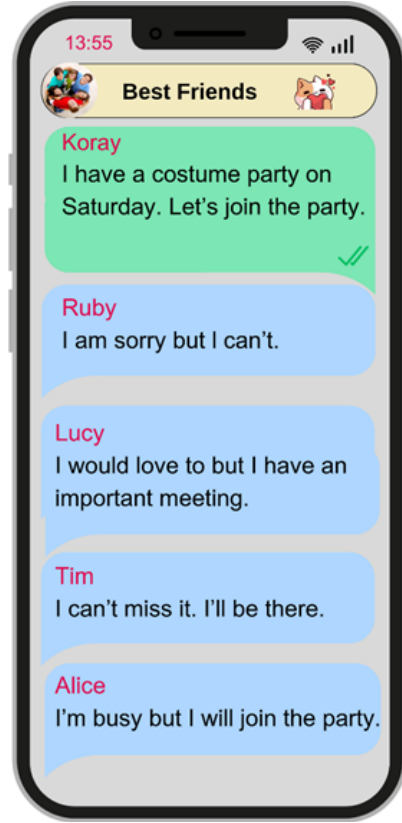 13:55
Best Friends
Koray
I have a costume party on
Saturday. Let's join the party.
Ruby
I am sorry but I can't.
Lucy
I would love to but I have an
important meeting.
Tim
I can't miss it. I'll be there.
Alice
I'm busy but I will join the party.